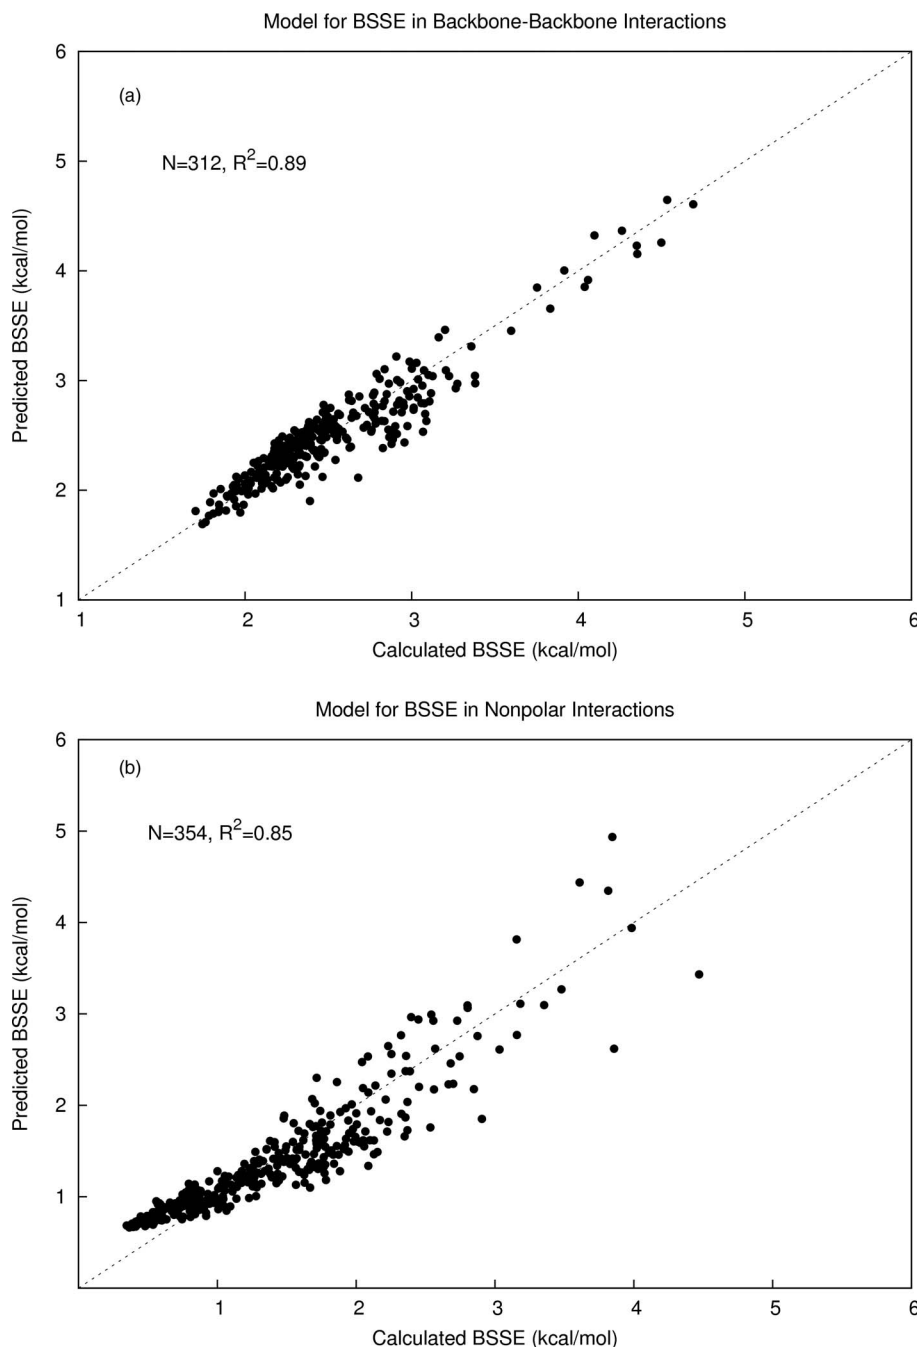 Model for BSSE in Backbone-Backbone Interactions
6
(a)
5
N=312, R²=0.89
4
Predicted BSSE (kcal/mol)
3
2
1
1 2 3 4 5 6
Calculated BSSE (kcal/mol)
Model for BSSE in Nonpolar Interactions
6
(b)
5
N=354, R²=0.85
4
Predicted BSSE (kcal/mol)
3
2
1
1 2 3 4 5 6
Calculated BSSE (kcal/mol)